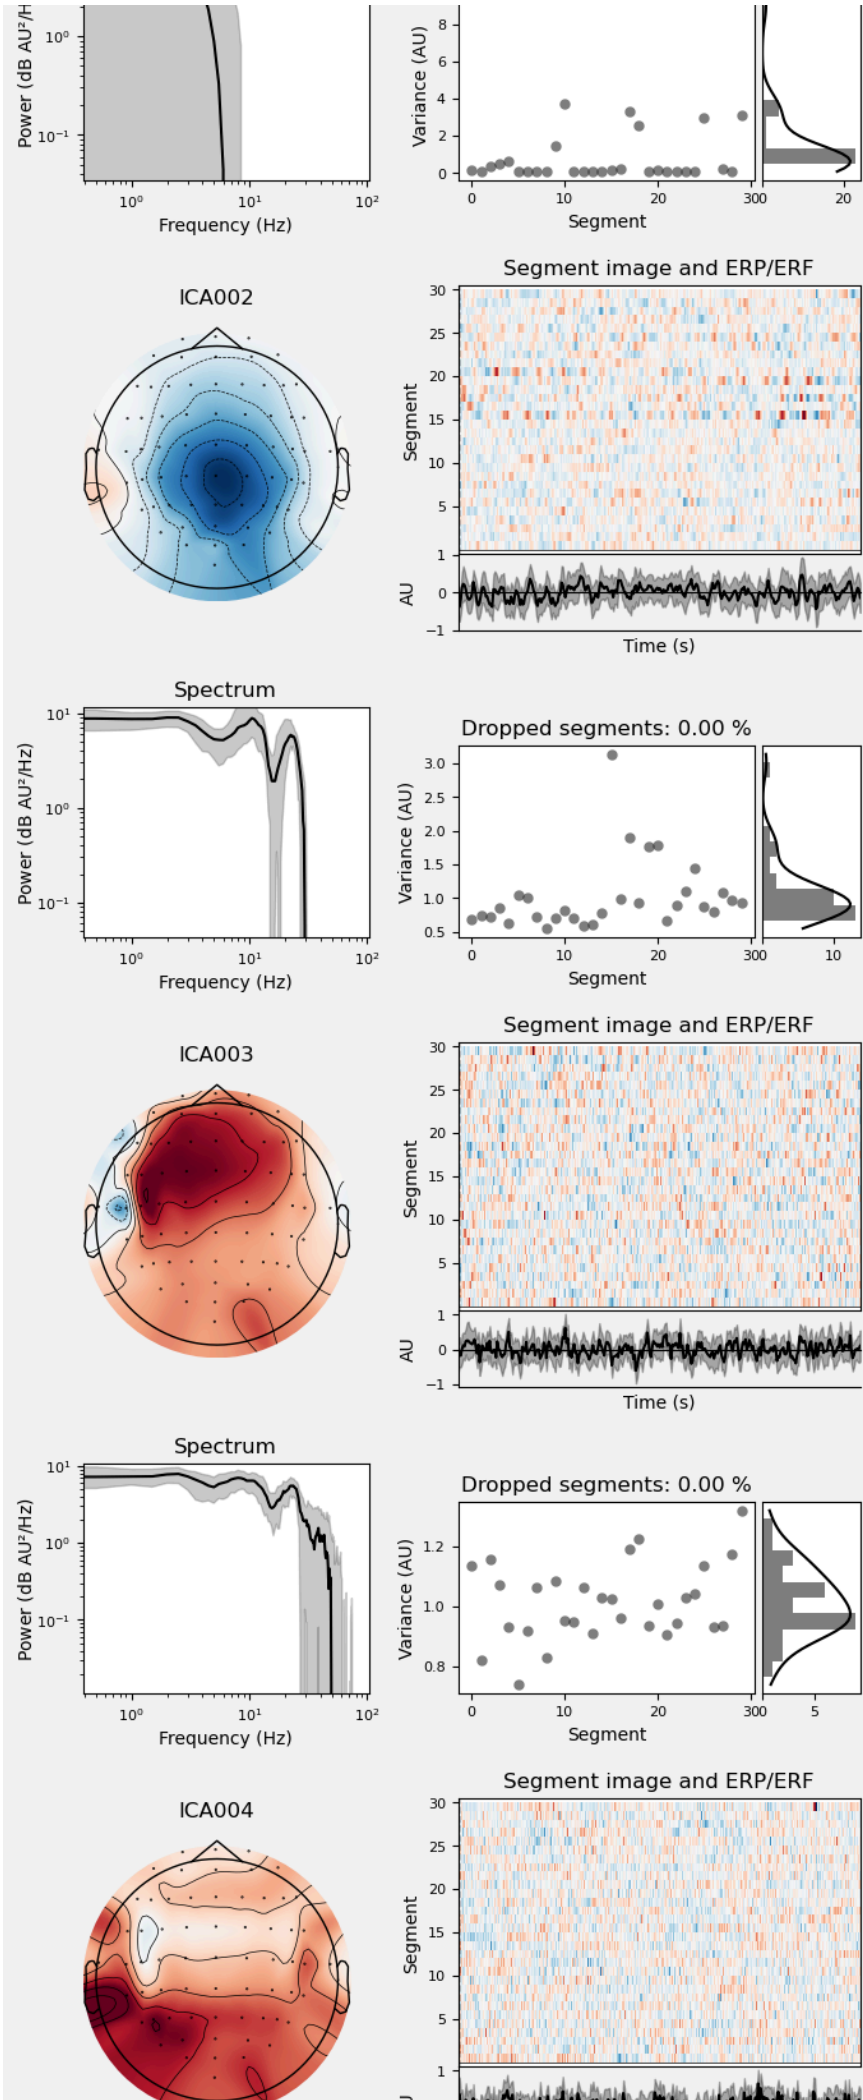 Power (dB AU²/H
10⁰
10⁻¹
10⁰ 10¹ 10²
Frequency (Hz)
Variance (AU)
8
6
4
2
0
0 10 20 300 20
Segment
ICA002
Segment image and ERP/ERF
Segment
30
25
20
15
10
5
AU
1
0
−1
Time (s)
Spectrum
Power (dB AU²/Hz)
10¹
10⁰
10⁻¹
10⁰ 10¹ 10²
Frequency (Hz)
Dropped segments: 0.00 %
Variance (AU)
3.0
2.5
2.0
1.5
1.0
0.5
0 10 20 300 10
Segment
ICA003
Segment image and ERP/ERF
Segment
30
25
20
15
10
5
AU
1
0
−1
Time (s)
Spectrum
Power (dB AU²/Hz)
10¹
10⁰
10⁻¹
10⁰ 10¹ 10²
Frequency (Hz)
Dropped segments: 0.00 %
Variance (AU)
1.2
1.0
0.8
0 10 20 300 5
Segment
ICA004
Segment image and ERP/ERF
Segment
30
25
20
15
10
5
1